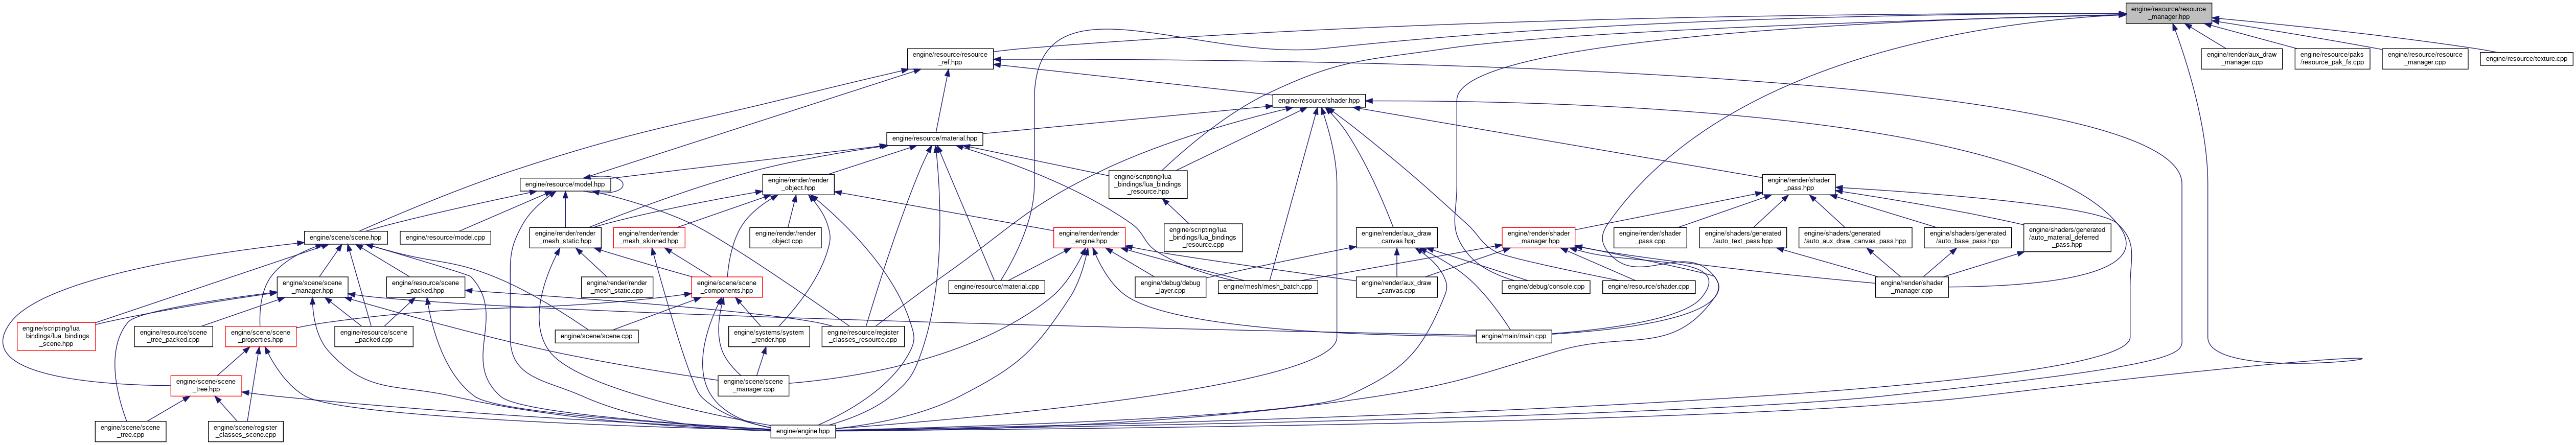 engine/resource/resource
_manager.hpp
engine/resource/resource
_ref.hpp
engine/render/aux_draw
_manager.cpp
engine/resource/paks
/resource_pak_fs.cpp
engine/resource/resource
_manager.cpp
engine/resource/texture.cpp
engine/resource/shader.hpp
engine/resource/material.hpp
engine/resource/model.hpp
engine/render/render
_object.hpp
engine/scripting/lua
_bindings/lua_bindings
_resource.hpp
engine/render/shader
_pass.hpp
engine/scene/scene.hpp
engine/resource/model.cpp
engine/render/render
_mesh_static.hpp
engine/render/render
_mesh_skinned.hpp
engine/render/render
_object.cpp
engine/render/render
_engine.hpp
engine/scripting/lua
_bindings/lua_bindings
_resource.cpp
engine/render/aux_draw
_canvas.hpp
engine/render/shader
_manager.hpp
engine/render/shader
_pass.cpp
engine/shaders/generated
/auto_text_pass.hpp
engine/shaders/generated
/auto_aux_draw_canvas_pass.hpp
engine/shaders/generated
/auto_base_pass.hpp
engine/shaders/generated
/auto_material_deferred
_pass.hpp
engine/scene/scene
_manager.hpp
engine/resource/scene
_packed.hpp
engine/render/render
_mesh_static.cpp
engine/scene/scene
_components.hpp
engine/resource/material.cpp
engine/debug/debug
_layer.cpp
engine/mesh/mesh_batch.cpp
engine/render/aux_draw
_canvas.cpp
engine/debug/console.cpp
engine/resource/shader.cpp
engine/render/shader
_manager.cpp
engine/scripting/lua
_bindings/lua_bindings
_scene.hpp
engine/resource/scene
_tree_packed.cpp
engine/scene/scene
_properties.hpp
engine/resource/scene
_packed.cpp
engine/scene/scene.cpp
engine/systems/system
_render.hpp
engine/resource/register
_classes_resource.cpp
engine/main/main.cpp
engine/scene/scene
_tree.hpp
engine/scene/scene
_manager.cpp
engine/scene/scene
_tree.cpp
engine/scene/register
_classes_scene.cpp
engine/engine.hpp